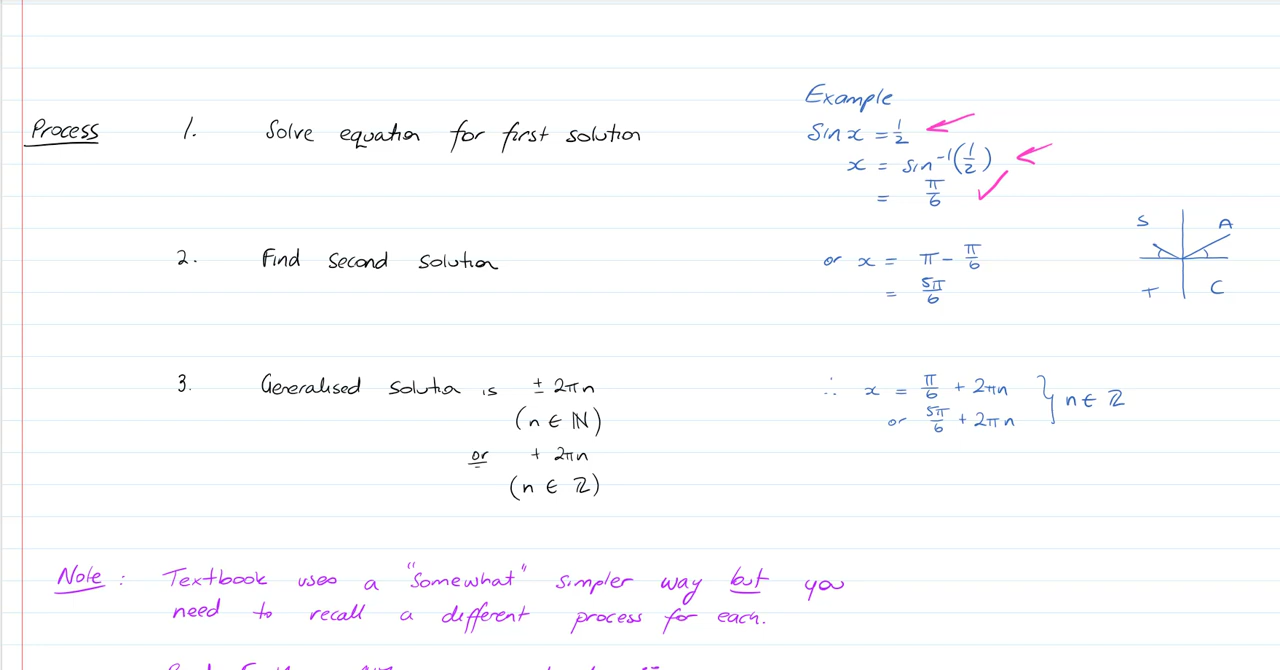 Example
Process 1. Solve equation for first solution
sin x = 1/2
x = sin⁻¹(1/2)
= π/6
S A
T C
2. Find second solution
or x = π - π/6
= 5π/6
3. Generalised solution is ± 2πn
(n ∈ ℕ)
or + 2πn
(n ∈ ℤ)
∴ x = π/6 + 2πn
or 5π/6 + 2πn } n ∈ ℤ
Note: Textbook uses a "somewhat" simpler way but you
need to recall a different process for each.